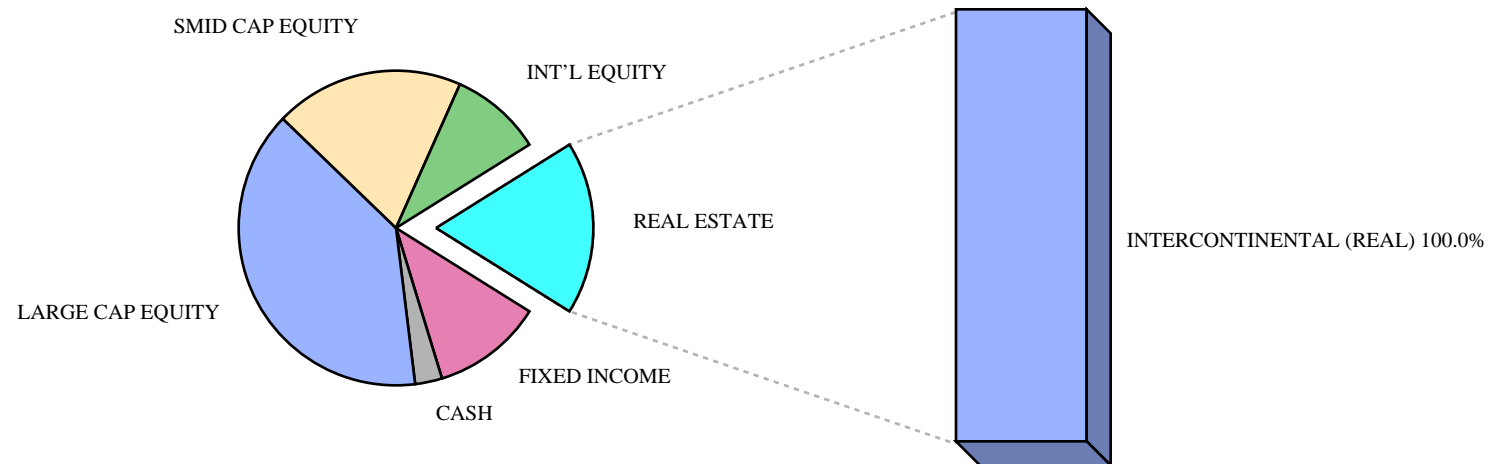 SMID CAP EQUITY
INT'L EQUITY
REAL ESTATE
INTERCONTINENTAL (REAL) 100.0%
LARGE CAP EQUITY
FIXED INCOME
CASH